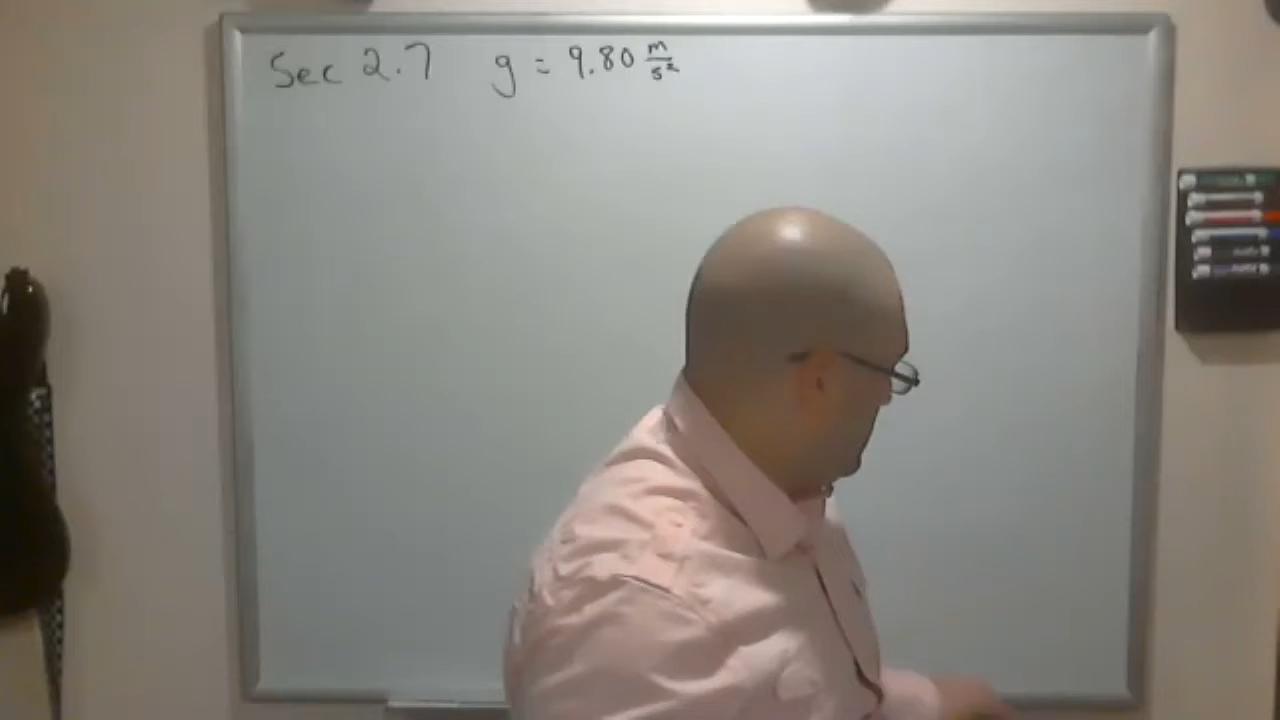 Sec 2.7 g = 9.80 m/s²